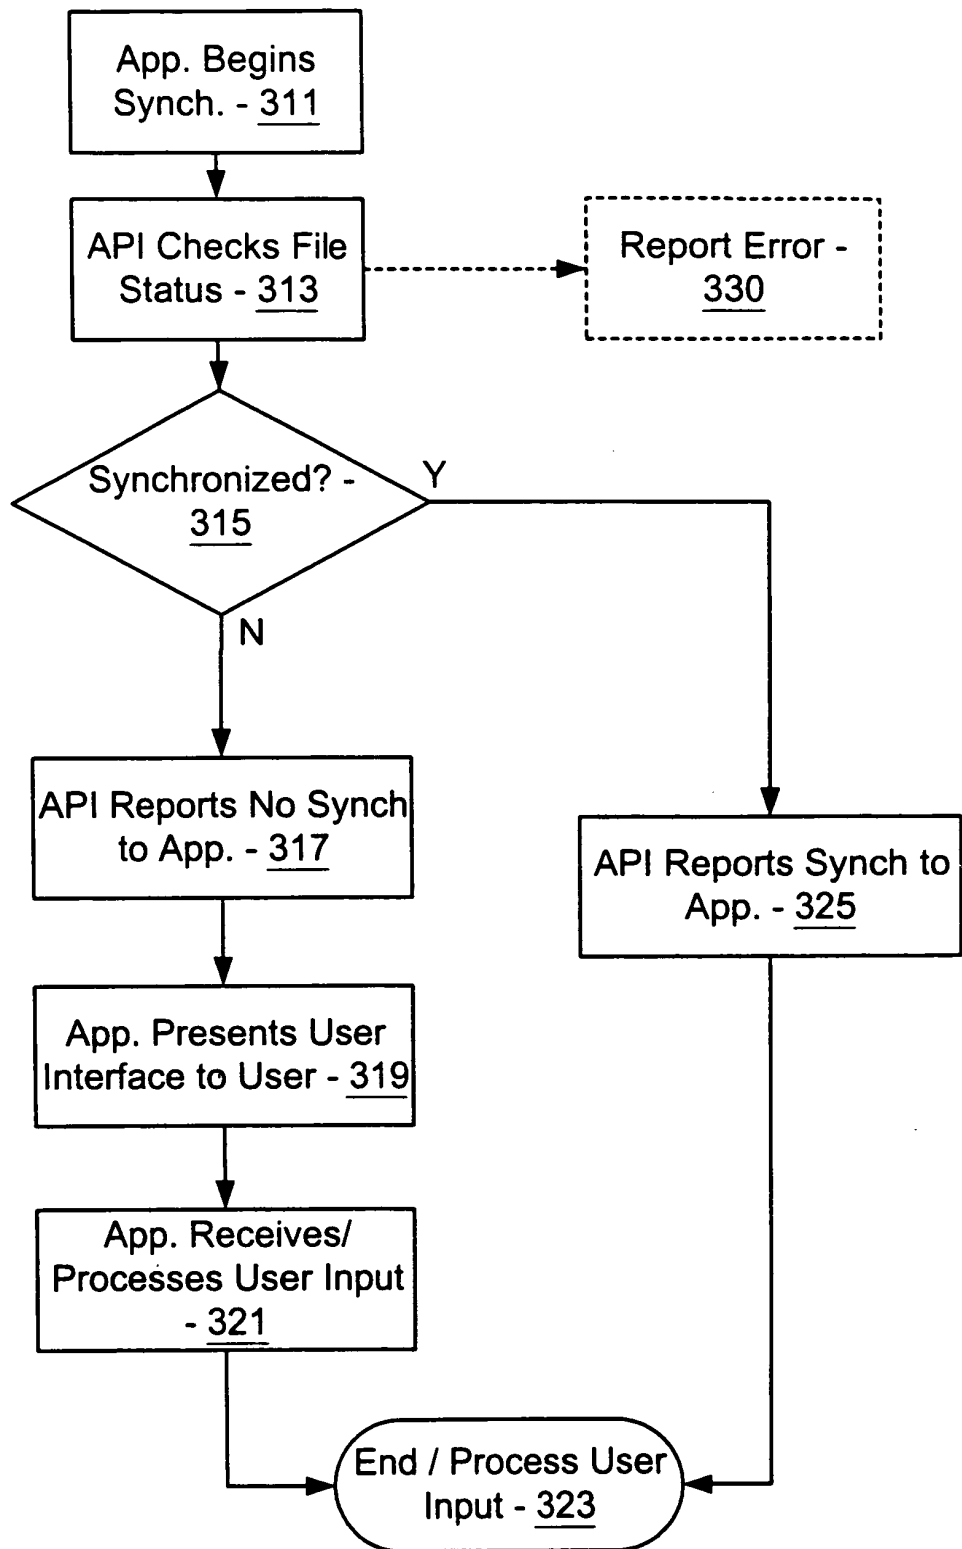 App. Begins
Synch. - 311
API Checks File
Status - 313
Report Error -
330
Synchronized? -
315
Y
N
API Reports No Synch
to App. - 317
API Reports Synch to
App. - 325
App. Presents User
Interface to User - 319
App. Receives/
Processes User Input
- 321
End / Process User
Input - 323